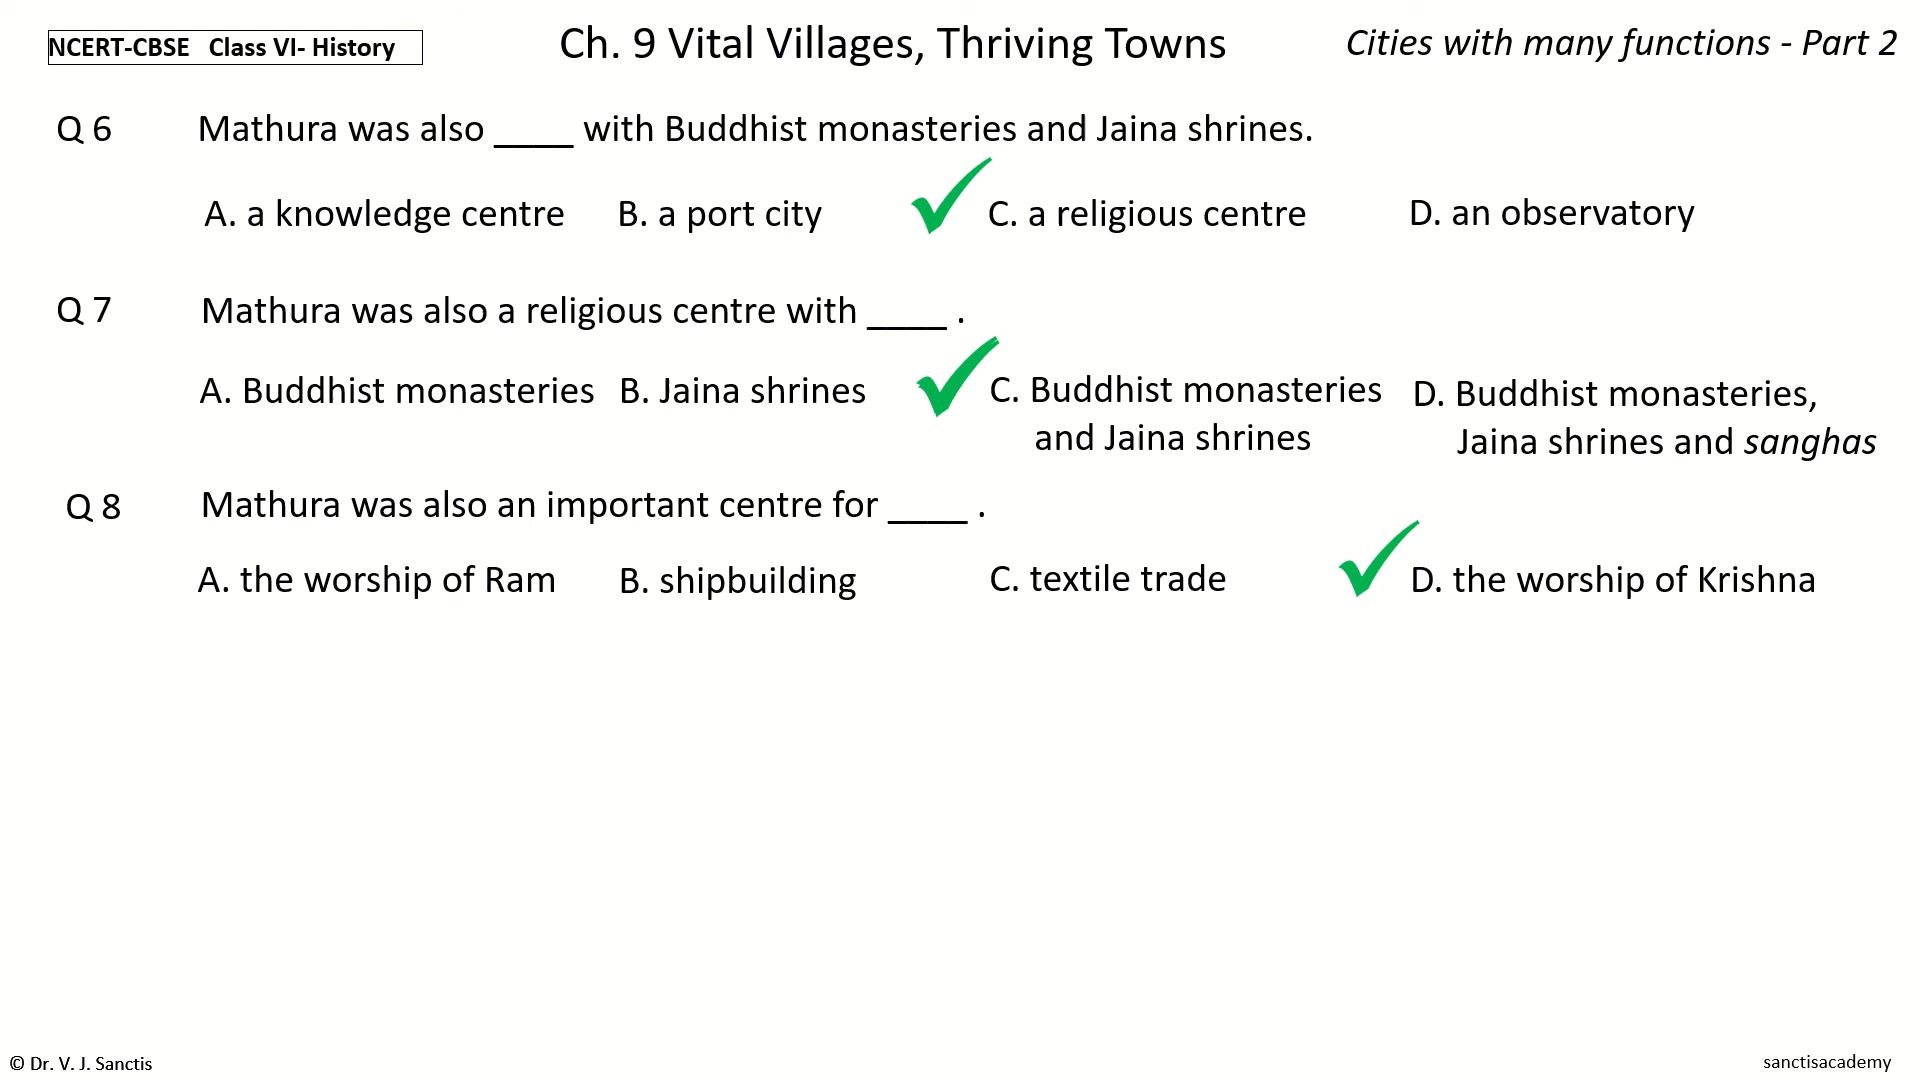 NCERT-CBSE Class VI- History
Ch. 9 Vital Villages, Thriving Towns
Cities with many functions - Part 2
Q 6 Mathura was also ____ with Buddhist monasteries and Jaina shrines.
A. a knowledge centre B. a port city C. a religious centre D. an observatory
Q 7 Mathura was also a religious centre with ____ .
A. Buddhist monasteries B. Jaina shrines C. Buddhist monasteries D. Buddhist monasteries,
and Jaina shrines Jaina shrines and sanghas
Q 8 Mathura was also an important centre for ____ .
A. the worship of Ram B. shipbuilding C. textile trade D. the worship of Krishna
© Dr. V. J. Sanctis
sanctisacademy